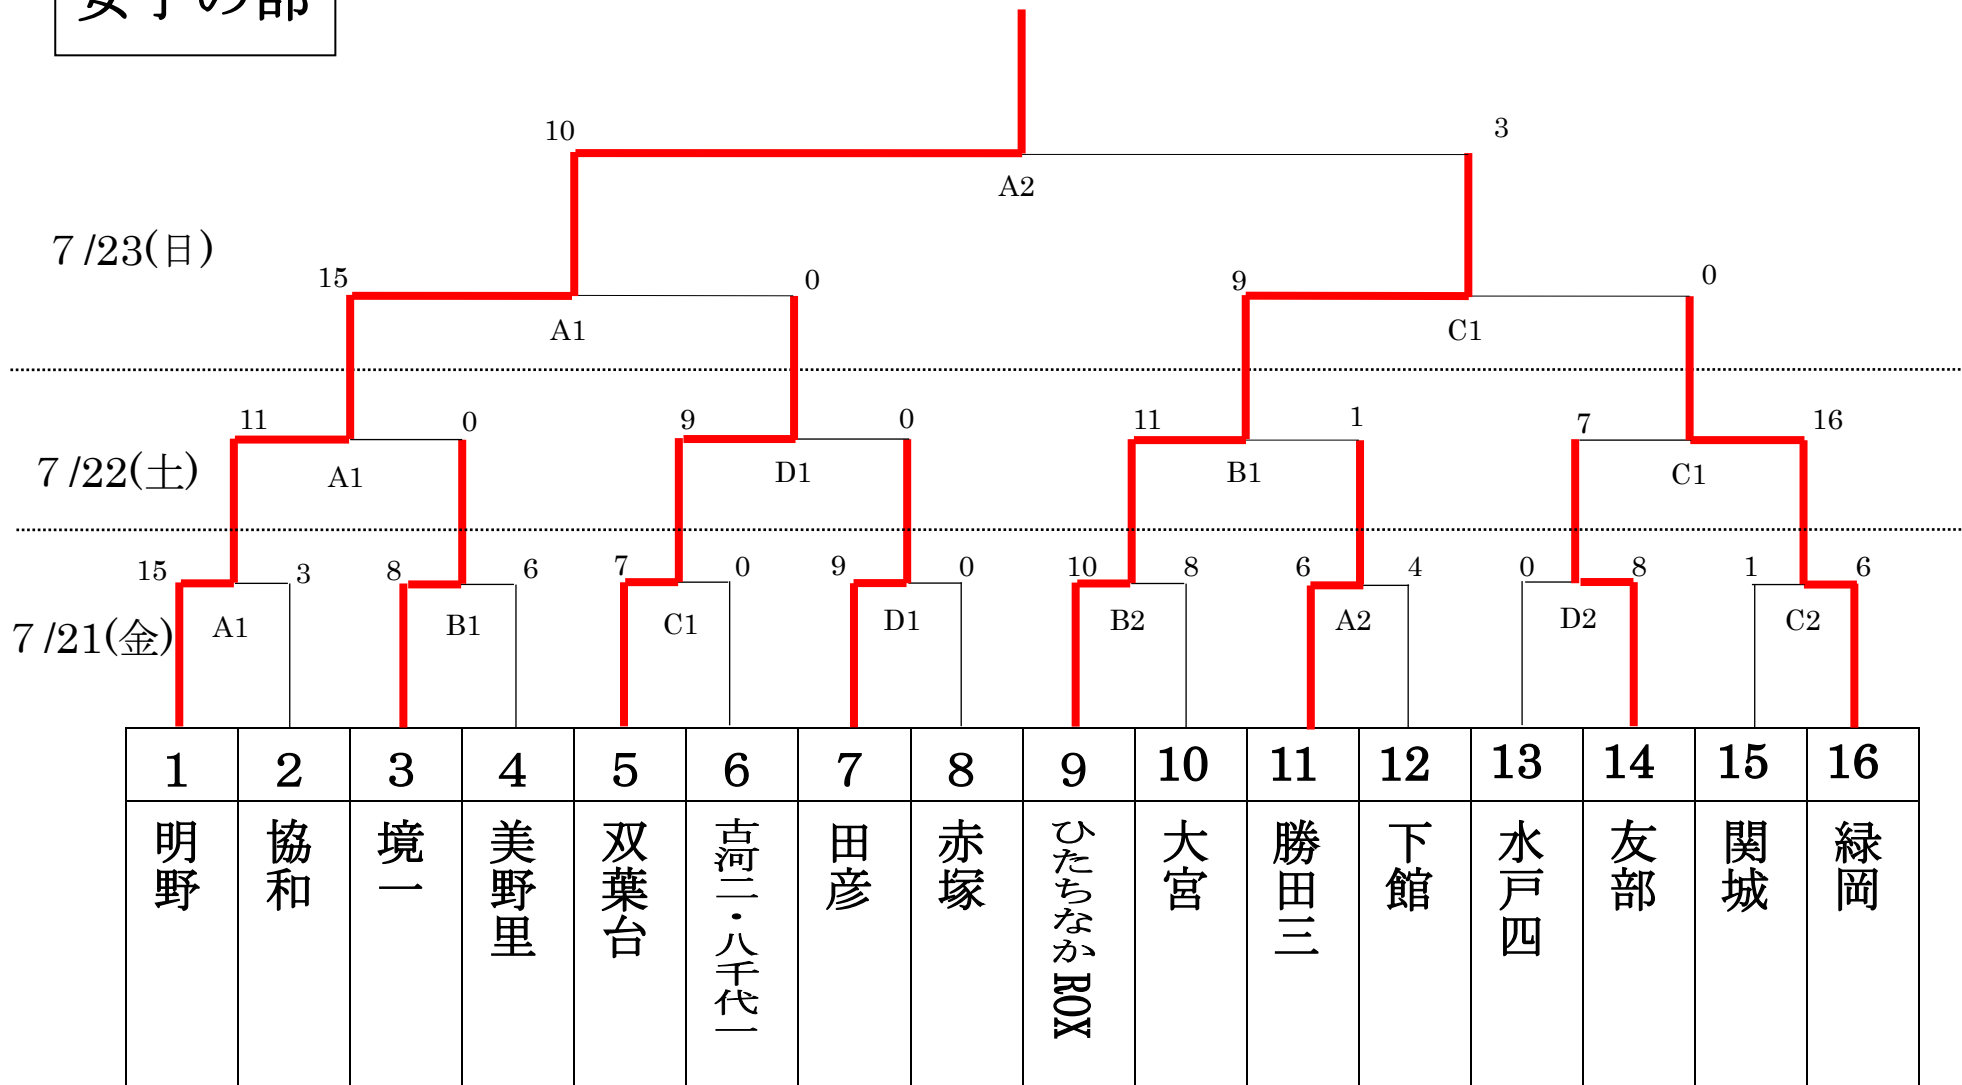 女子の部
10 3
A2
７/23(日)
15 0 9 0
A1 C1
11 0 9 0 11 1 7 16
７/22(土)
A1 D1 B1 C1
15 3 8 6 7 0 9 0 10 8 6 4 0 8 1 6
７/21(金)
A1 B1 C1 D1 B2 A2 D2 C2
1 2 3 4 5 6 7 8 9 10 11 12 13 14 15 16
明野
協和
境一
美野里
双葉台
古河二・八千代一
田彦
赤塚
ひたちなかROX
大宮
勝田三
下館
水戸四
友部
関城
緑岡